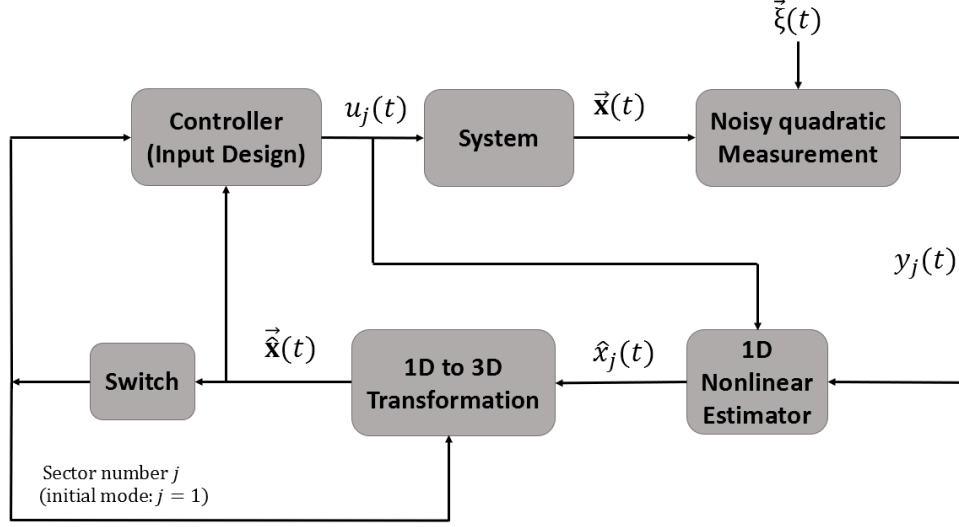 ξ⃗(t)
Controller
(Input Design)
u_j(t)
System
𝐱⃗(t)
Noisy quadratic
Measurement
y_j(t)
Switch
𝐱̂⃗(t)
1D to 3D
Transformation
x̂_j(t)
1D
Nonlinear
Estimator
Sector number j
(initial mode: j = 1)